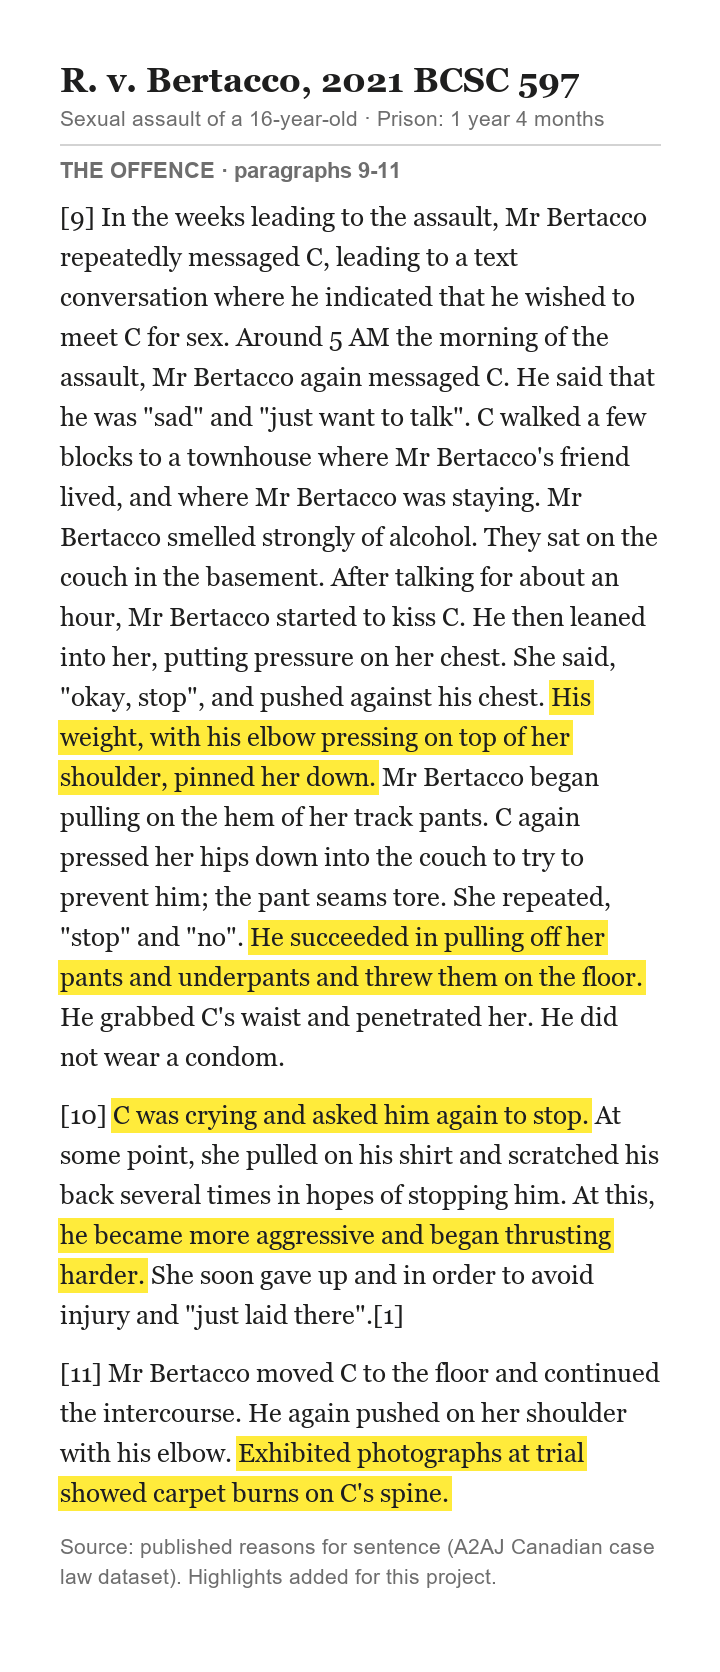 R. v. Bertacco, 2021 BCSC 597
Sexual assault of a 16-year-old · Prison: 1 year 4 months
THE OFFENCE · paragraphs 9-11
[9] In the weeks leading to the assault, Mr Bertacco
repeatedly messaged C, leading to a text
conversation where he indicated that he wished to
meet C for sex. Around 5 AM the morning of the
assault, Mr Bertacco again messaged C. He said that
he was "sad" and "just want to talk". C walked a few
blocks to a townhouse where Mr Bertacco's friend
lived, and where Mr Bertacco was staying. Mr
Bertacco smelled strongly of alcohol. They sat on the
couch in the basement. After talking for about an
hour, Mr Bertacco started to kiss C. He then leaned
into her, putting pressure on her chest. She said,
"okay, stop", and pushed against his chest. His
weight, with his elbow pressing on top of her
shoulder, pinned her down. Mr Bertacco began
pulling on the hem of her track pants. C again
pressed her hips down into the couch to try to
prevent him; the pant seams tore. She repeated,
"stop" and "no". He succeeded in pulling off her
pants and underpants and threw them on the floor.
He grabbed C's waist and penetrated her. He did
not wear a condom.
[10] C was crying and asked him again to stop. At
some point, she pulled on his shirt and scratched his
back several times in hopes of stopping him. At this,
he became more aggressive and began thrusting
harder. She soon gave up and in order to avoid
injury and "just laid there".[1]
[11] Mr Bertacco moved C to the floor and continued
the intercourse. He again pushed on her shoulder
with his elbow. Exhibited photographs at trial
showed carpet burns on C's spine.
Source: published reasons for sentence (A2AJ Canadian case
law dataset). Highlights added for this project.